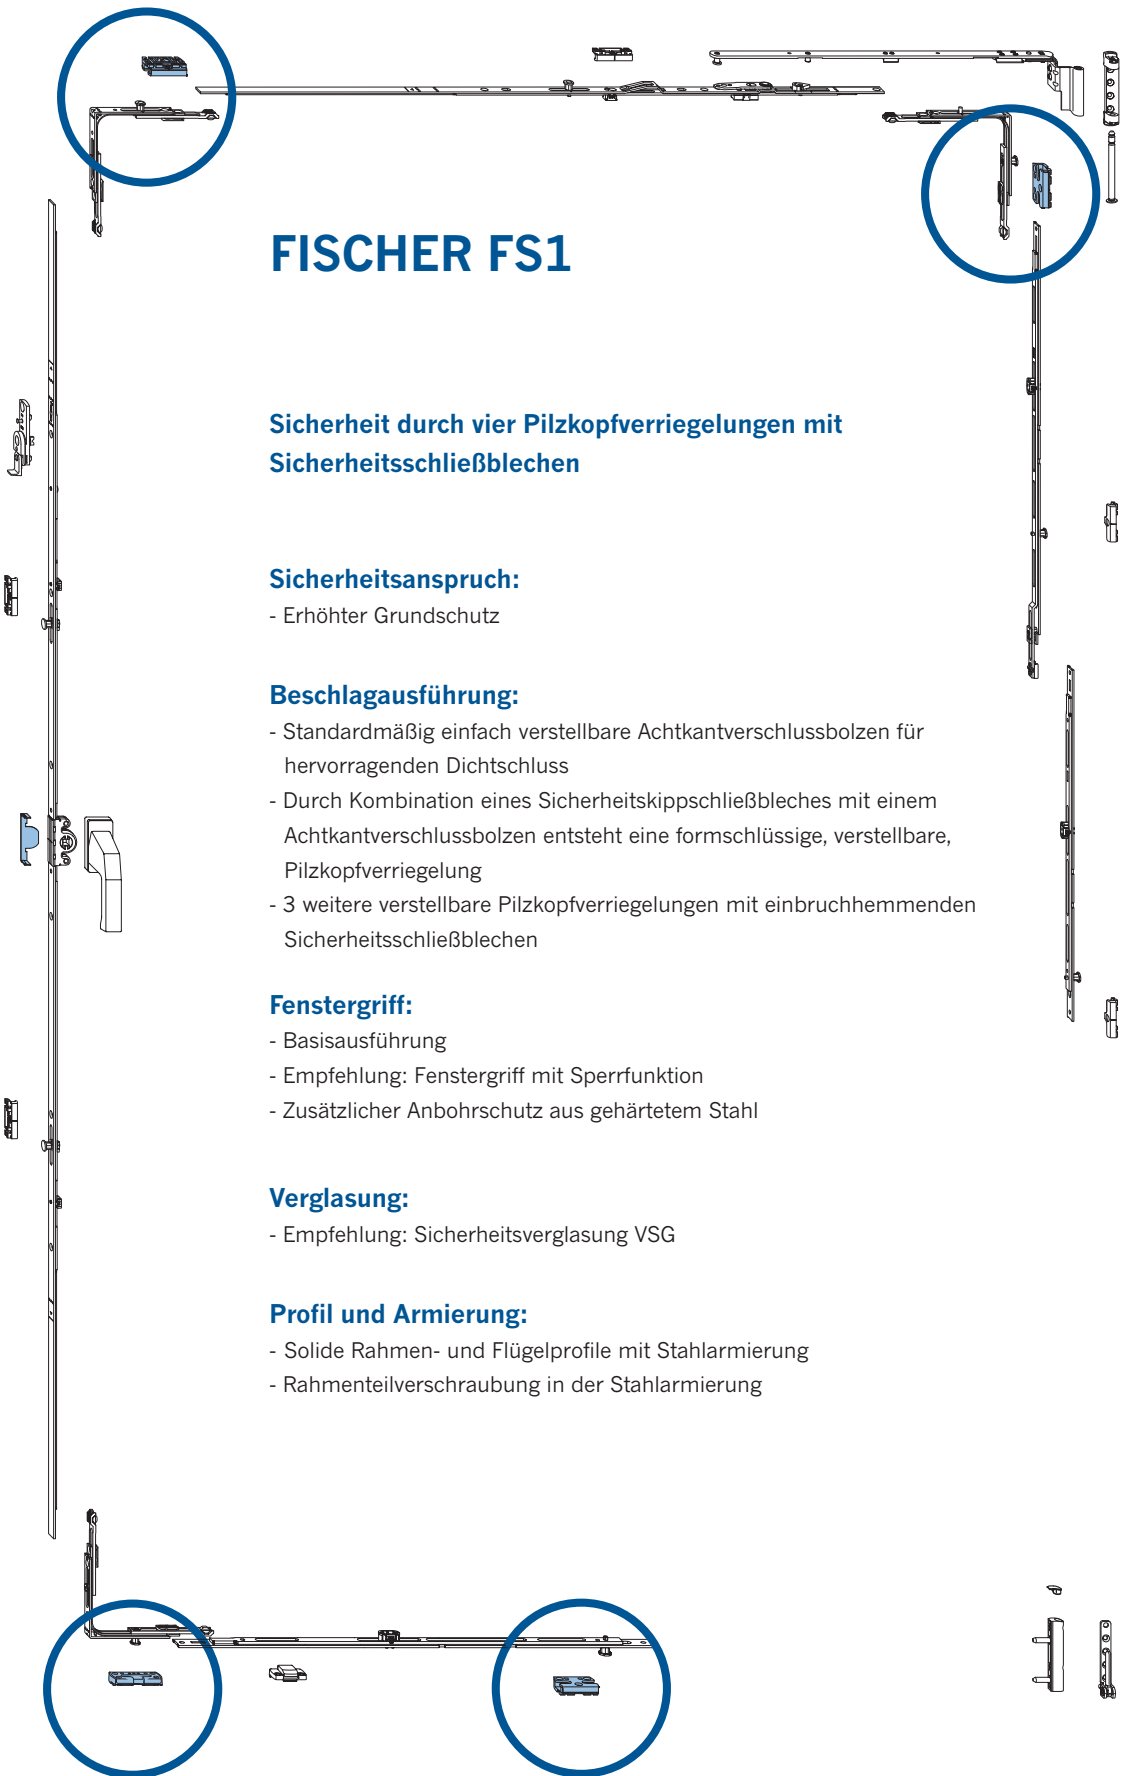 FISCHER FS1
Sicherheit durch vier Pilzkopfverriegelungen mit
Sicherheitsschließblechen
Sicherheitsanspruch:
- Erhöhter Grundschutz
Beschlagausführung:
- Standardmäßig einfach verstellbare Achtkantverschlussbolzen für
hervorragenden Dichtschluss
- Durch Kombination eines Sicherheitskippschließbleches mit einem
Achtkantverschlussbolzen entsteht eine formschlüssige, verstellbare,
Pilzkopfverriegelung
- 3 weitere verstellbare Pilzkopfverriegelungen mit einbruchhemmenden
Sicherheitsschließblechen
Fenstergriff:
- Basisausführung
- Empfehlung: Fenstergriff mit Sperrfunktion
- Zusätzlicher Anbohrschutz aus gehärtetem Stahl
Verglasung:
- Empfehlung: Sicherheitsverglasung VSG
Profil und Armierung:
- Solide Rahmen- und Flügelprofile mit Stahlarmierung
- Rahmenteilverschraubung in der Stahlarmierung